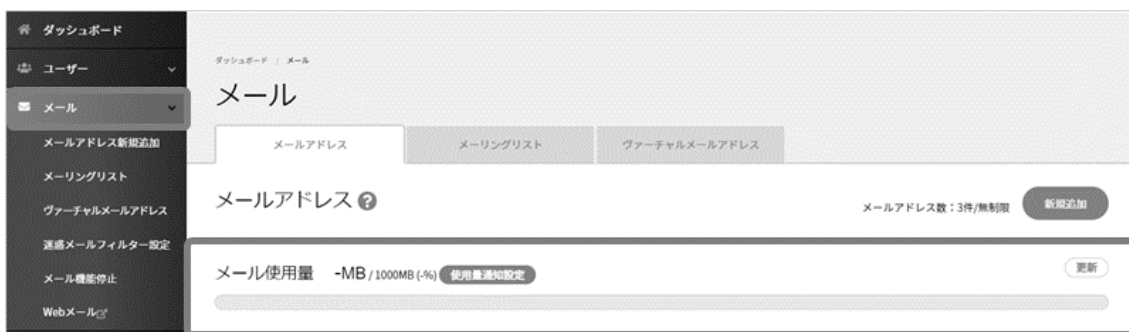 ダッシュボード
ユーザー
メール
メールアドレス新規追加
メーリングリスト
ヴァーチャルメールアドレス
迷惑メールフィルター設定
メール機能停止
Webメール
ダッシュボード / メール
メール
メールアドレス メーリングリスト ヴァーチャルメールアドレス
メールアドレス ?
メールアドレス数：3件/無制限 新規追加
メール使用量 -MB / 1000MB (-%) 使用量通知設定 更新